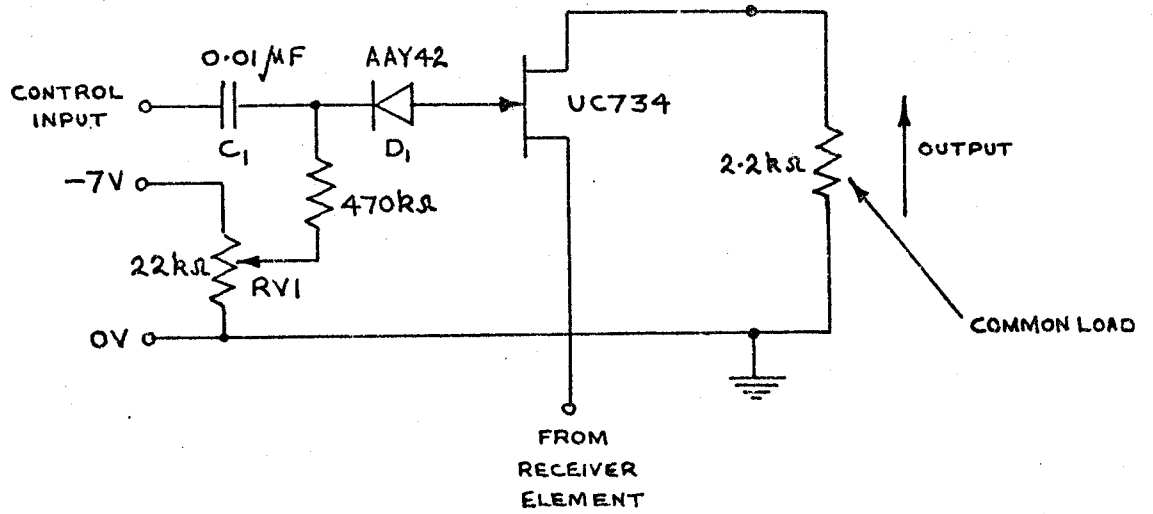 0.01μF
AAY42
CONTROL
INPUT
C1
D1
UC734
-7V
470kΩ
2.2kΩ
OUTPUT
22kΩ
RV1
0V
COMMON LOAD
FROM
RECEIVER
ELEMENT